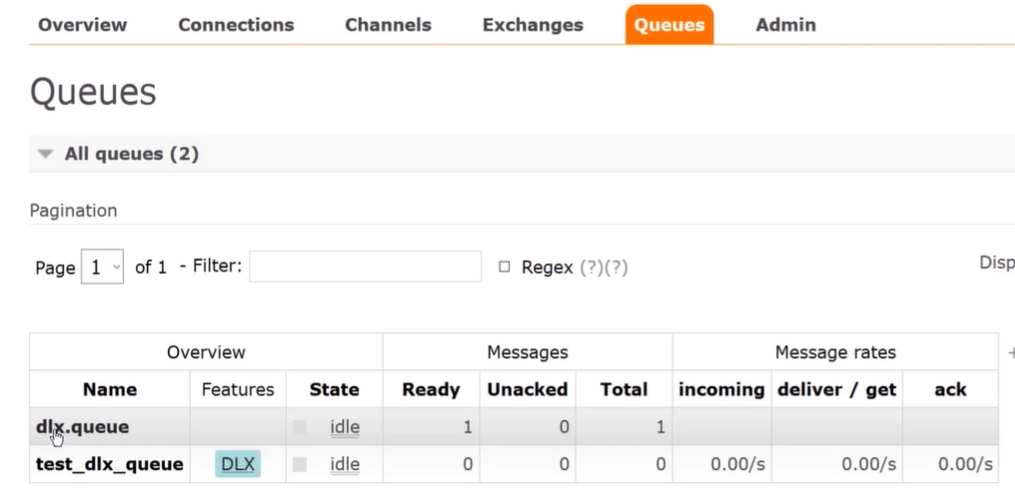 Overview Connections Channels Exchanges Queues Admin
Queues
All queues (2)
Pagination
Page 1 of 1 - Filter: Regex (?)(?) Disp
Overview Messages Message rates +
Name Features State Ready Unacked Total incoming deliver / get ack
dlx.queue idle 1 0 1
test_dlx_queue DLX idle 0 0 0 0.00/s 0.00/s 0.00/s